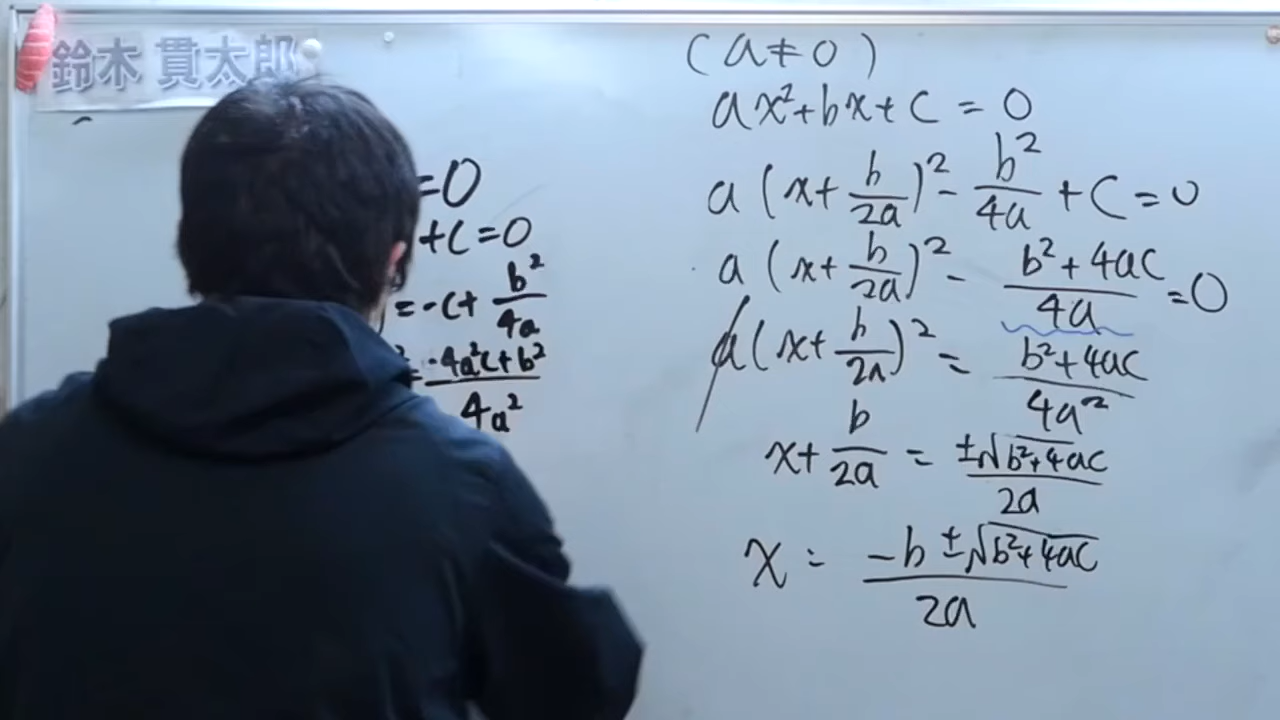 鈴木 貫太郎
=0
+C=0
=-C+ b²/4a
² = -4a²C+b²/4a²
(a≠0)
ax²+bx+C=0
a(x+b/2a)²-b²/4a+C=0
a(x+b/2a)²-b²+4ac/4a=0
a(x+b/2a)²=b²+4ac/4a²
x+b/2a=±√b²+4ac/2a
x=-b±√b²+4ac/2a